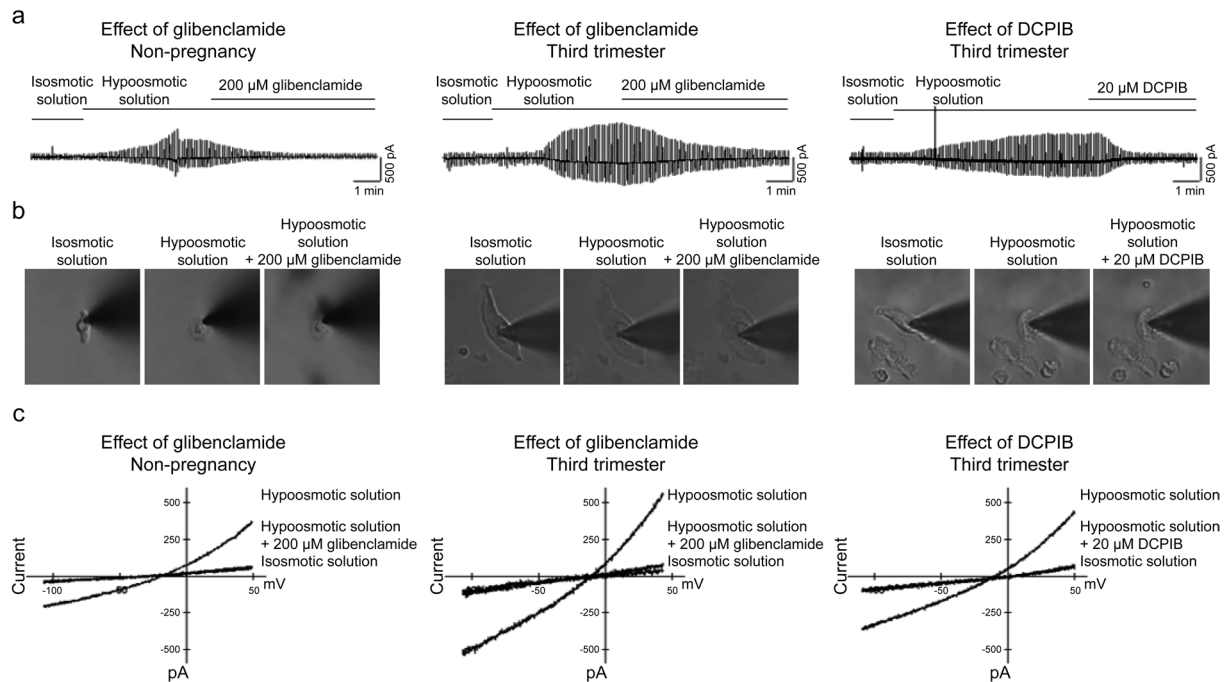 a
Effect of glibenclamide
Non-pregnancy
Isosmotic
solution
Hypoosmotic
solution
200 µM glibenclamide
500 pA
1 min
Effect of glibenclamide
Third trimester
Isosmotic
solution
Hypoosmotic
solution
200 µM glibenclamide
500 pA
1 min
Effect of DCPIB
Third trimester
Isosmotic
solution
Hypoosmotic
solution
20 µM DCPIB
500 pA
1 min
b
Isosmotic
solution
Hypoosmotic
solution
Hypoosmotic
solution
+ 200 µM glibenclamide
Isosmotic
solution
Hypoosmotic
solution
Hypoosmotic
solution
+ 200 µM glibenclamide
Isosmotic
solution
Hypoosmotic
solution
Hypoosmotic
solution
+ 20 µM DCPIB
c
Effect of glibenclamide
Non-pregnancy
Current
500
250
-250
-500
-100
-50
50
mV
pA
Hypoosmotic solution
Hypoosmotic solution
+ 200 µM glibenclamide
Isosmotic solution
Effect of glibenclamide
Third trimester
Current
500
250
-250
-500
50
mV
pA
Hypoosmotic solution
Hypoosmotic solution
+ 200 µM glibenclamide
Isosmotic solution
Effect of DCPIB
Third trimester
Current
500
250
-250
-500
-50
50
mV
pA
Hypoosmotic solution
Hypoosmotic solution
+ 20 µM DCPIB
Isosmotic solution